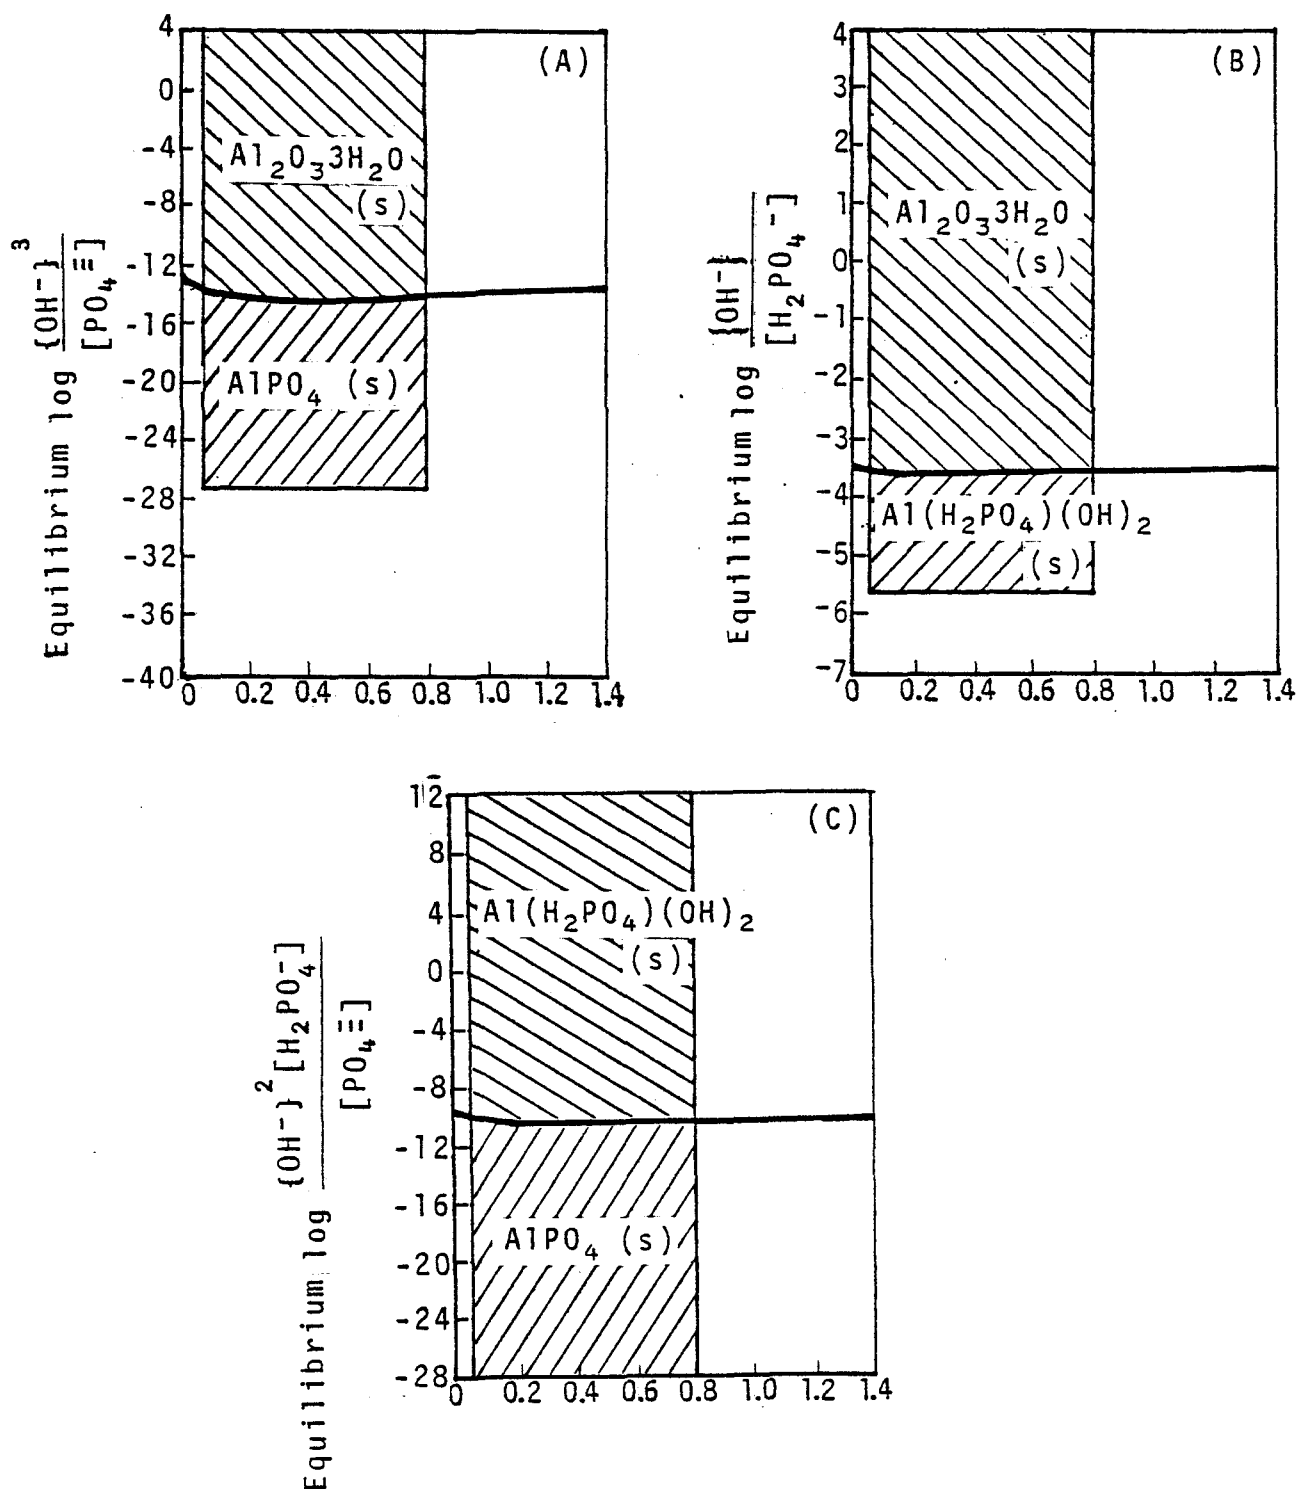 (A)
4
0
-4
-8
-12
-16
-20
-24
-28
-32
-36
-40
Equilibrium log {OH⁻}³ / [PO₄≡]
Al₂O₃3H₂O
(s)
AlPO₄ (s)
0.2 0.4 0.6 0.8 1.0 1.2 1.4
(B)
4
3
2
1
0
-1
-2
-3
-4
-5
-6
-7
Equilibrium log {OH⁻} / [H₂PO₄⁻]
Al₂O₃3H₂O
(s)
Al(H₂PO₄)(OH)₂
(s)
0 0.2 0.4 0.6 0.8 1.0 1.2 1.4
(C)
12
8
4
0
-4
-8
-12
-16
-20
-24
-28
Equilibrium log {OH⁻}² [H₂PO₄⁻] / [PO₄≡]
Al(H₂PO₄)(OH)₂
(s)
AlPO₄ (s)
0 0.2 0.4 0.6 0.8 1.0 1.2 1.4